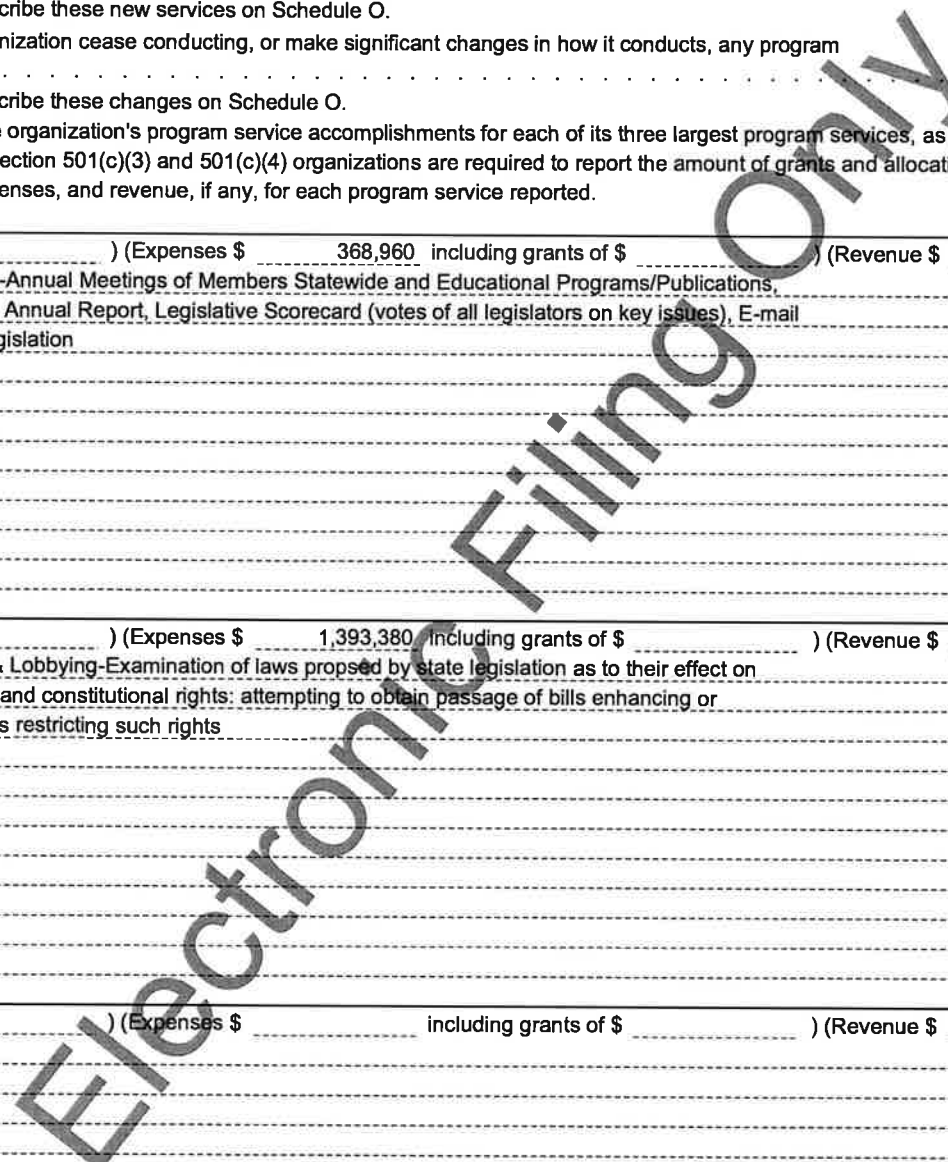 cribe these new services on Schedule O.
nization cease conducting, or make significant changes in how it conducts, any program
cribe these changes on Schedule O.
organization's program service accomplishments for each of its three largest program services, as
ection 501(c)(3) and 501(c)(4) organizations are required to report the amount of grants and allocati
enses, and revenue, if any, for each program service reported.
) (Expenses $ 368,960 including grants of $ ) (Revenue $
-Annual Meetings of Members Statewide and Educational Programs/Publications,
Annual Report, Legislative Scorecard (votes of all legislators on key issues), E-mail
gislation
) (Expenses $ 1,393,380 including grants of $ ) (Revenue $
Lobbying-Examination of laws propsed by state legislation as to their effect on
and constitutional rights: attempting to obtain passage of bills enhancing or
s restricting such rights
) (Expenses $ including grants of $ ) (Revenue $
Electronic Filing Only